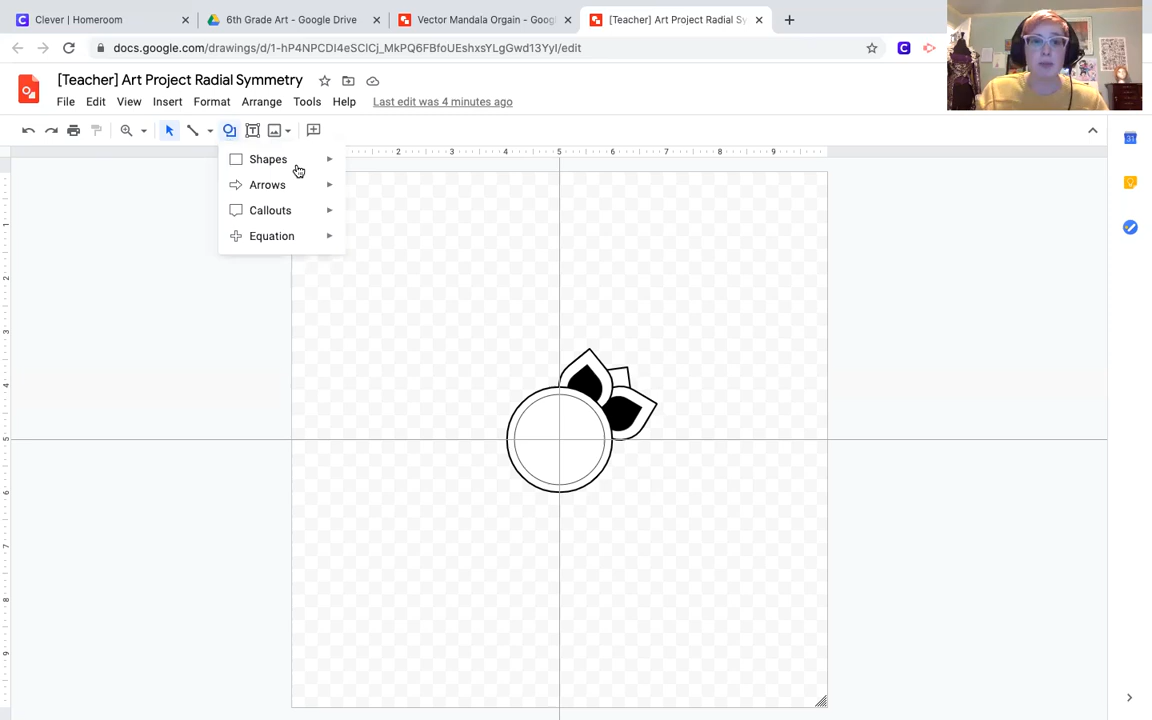 Clever | Homeroom
6th Grade Art - Google Drive
Vector Mandala Orgain - Goog
[Teacher] Art Project Radial Sy
docs.google.com/drawings/d/1-hP4NPCDI4eSCICj_MkPQ6FBfoUEshxsYLgGwd13YyI/edit
[Teacher] Art Project Radial Symmetry
File Edit View Insert Format Arrange Tools Help Last edit was 4 minutes ago
Shapes
Arrows
Callouts
Equation
2 3 4 5 6 7 8 9
1
2
3
4
5
6
7
8
9
31